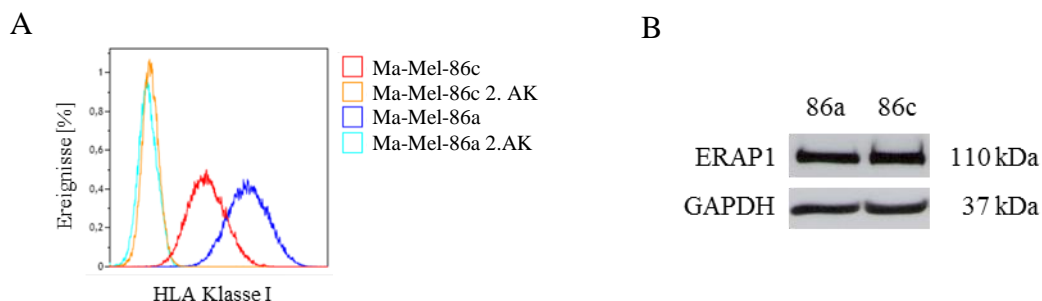 A
Ereignisse [%]
1
0,8
0,6
0,4
0,2
0
HLA Klasse I
Ma-Mel-86c
Ma-Mel-86c 2. AK
Ma-Mel-86a
Ma-Mel-86a 2.AK
B
86a 86c
ERAP1 110 kDa
GAPDH 37 kDa